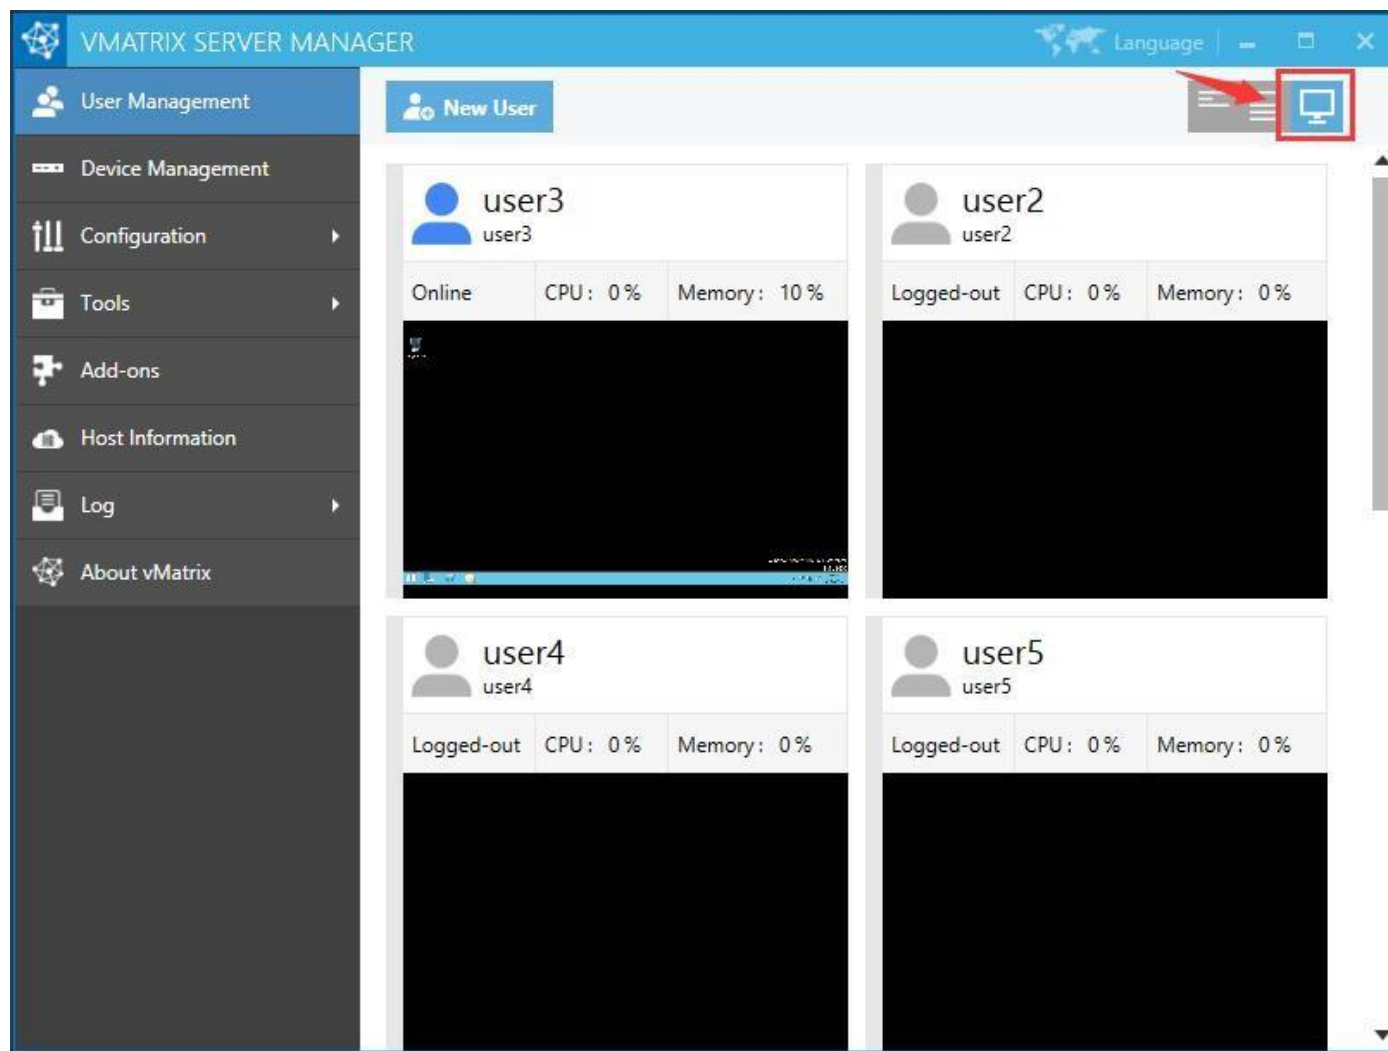 VMATRIX SERVER MANAGER
Language
User Management
New User
Device Management
Configuration
Tools
Add-ons
Host Information
Log
About vMatrix
user3
user3
Online CPU: 0% Memory: 10%
user2
user2
Logged-out CPU: 0% Memory: 0%
user4
user4
Logged-out CPU: 0% Memory: 0%
user5
user5
Logged-out CPU: 0% Memory: 0%